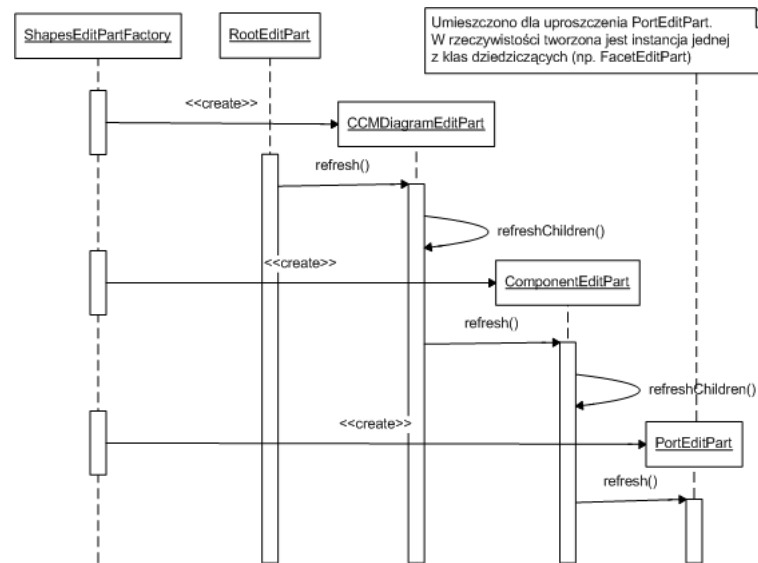 Umieszczono dla uproszczenia PortEditPart.
W rzeczywistości tworzona jest instancja jednej
z klas dziedziczących (np. FacetEditPart)
ShapesEditPartFactory
RootEditPart
<<create>>
CCMDiagramEditPart
refresh()
refreshChildren()
<<create>>
ComponentEditPart
refresh()
refreshChildren()
<<create>>
PortEditPart
refresh()